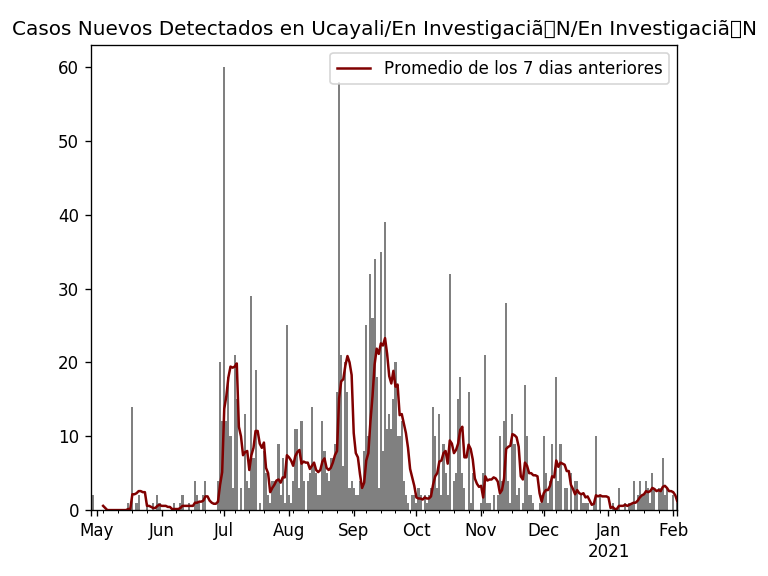 Casos Nuevos Detectados en Ucayali/En Investigaciã▯N/En Investigaciã▯N
Promedio de los 7 dias anteriores
60
50
40
30
20
10
0
May Jun Jul Aug Sep Oct Nov Dec Jan Feb
2021